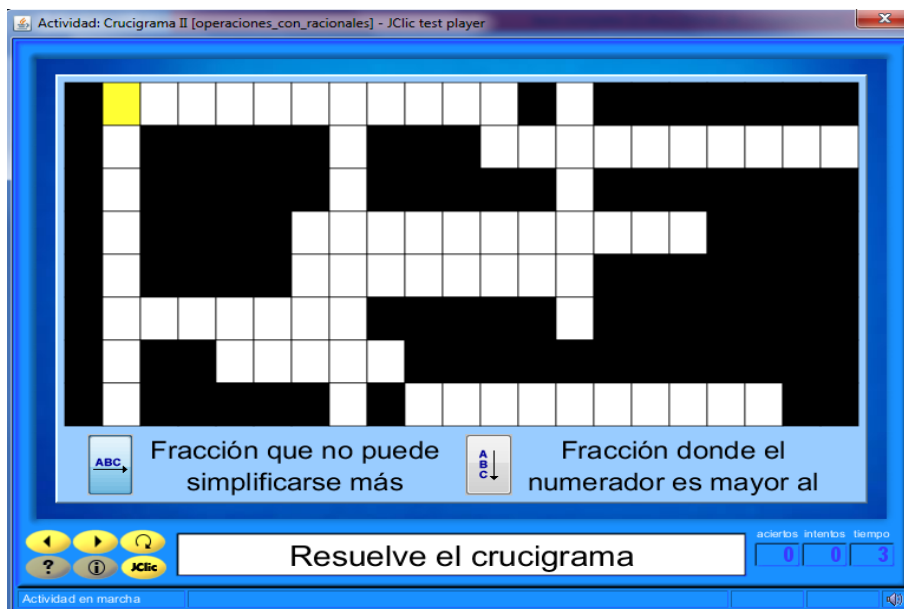 Actividad: Crucigrama II [operaciones_con_racionales] - JClic test player
ABC
Fracción que no puede
simplificarse más
A
B
C
Fracción donde el
numerador es mayor al
Resuelve el crucigrama
aciertos intentos tiempo
0 0 3
? i JClic
Actividad en marcha